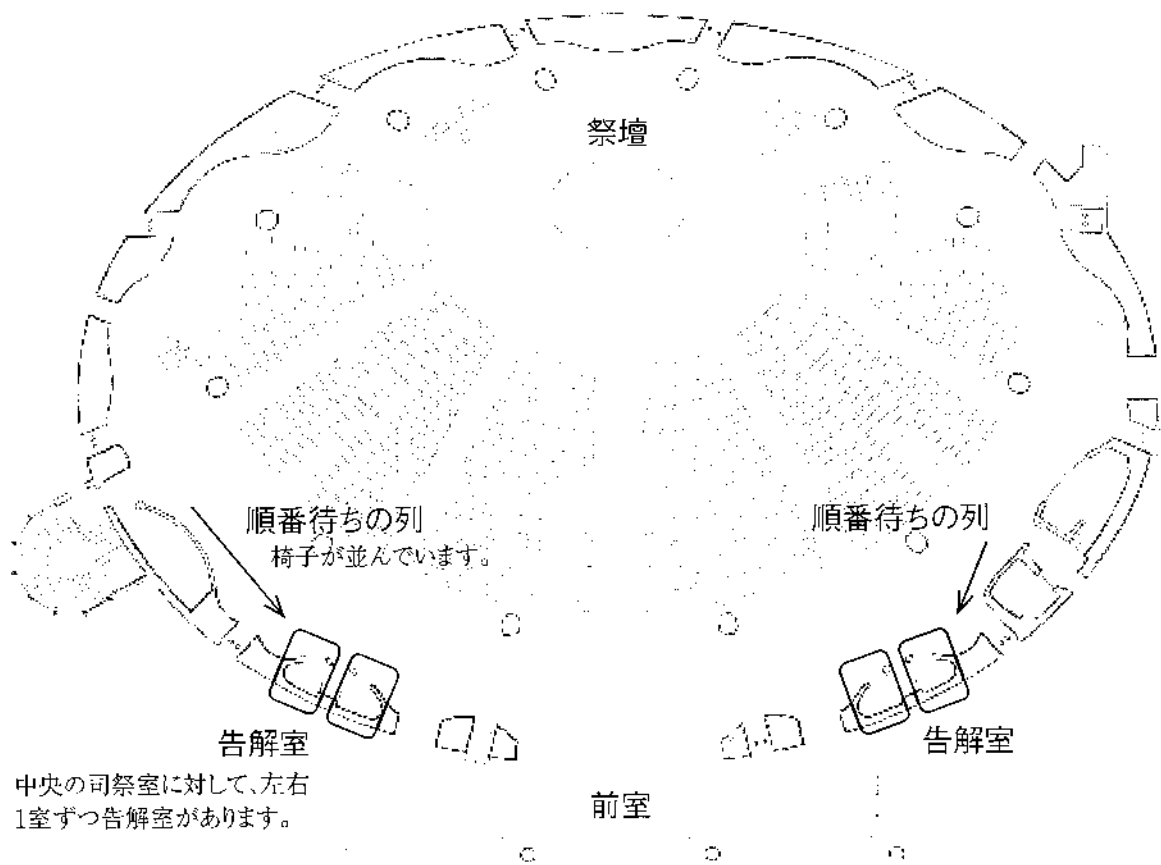 祭壇
順番待ちの列
椅子が並んでいます。
順番待ちの列
告解室
中央の司祭室に対して、左右
1室ずつ告解室があります。
告解室
前室